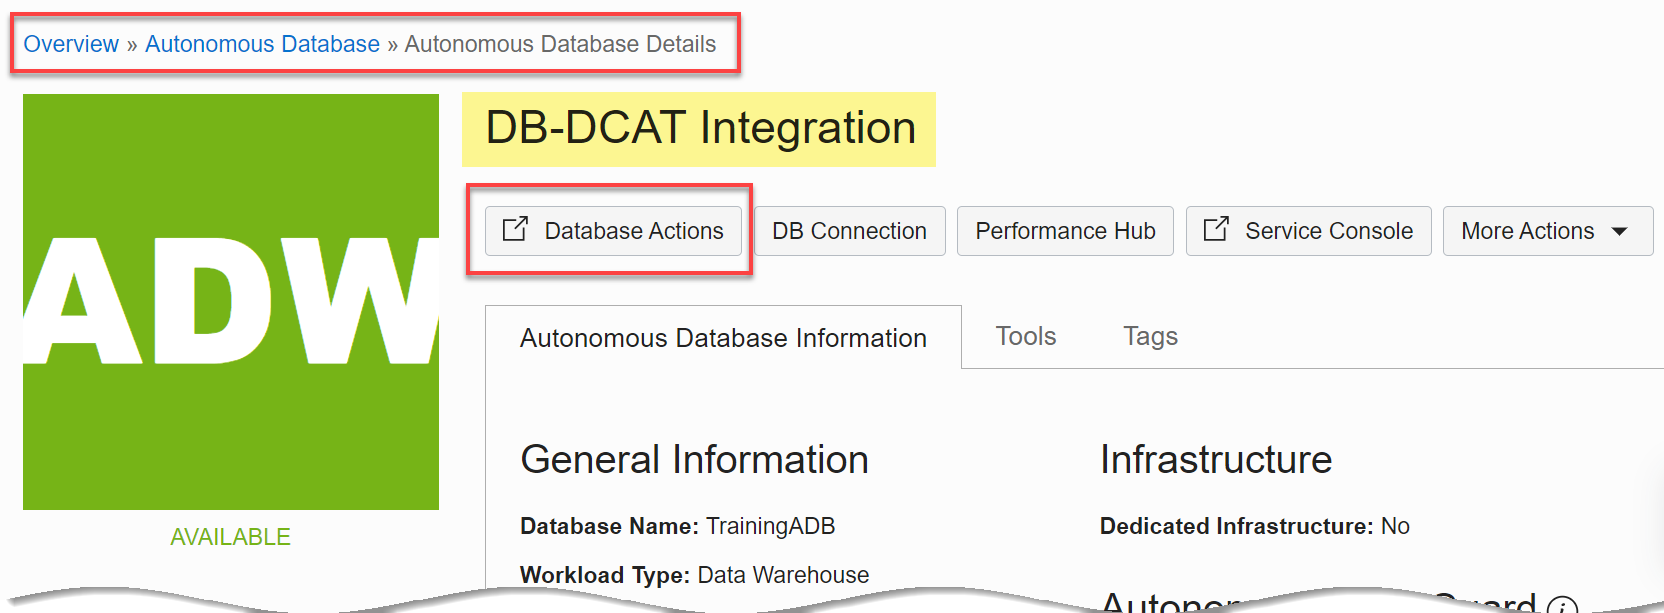 Overview » Autonomous Database » Autonomous Database Details
DB-DCAT Integration
Database Actions DB Connection Performance Hub Service Console More Actions
ADW
Autonomous Database Information Tools Tags
General Information Infrastructure
Database Name: TrainingADB Dedicated Infrastructure: No
AVAILABLE
Workload Type: Data Warehouse